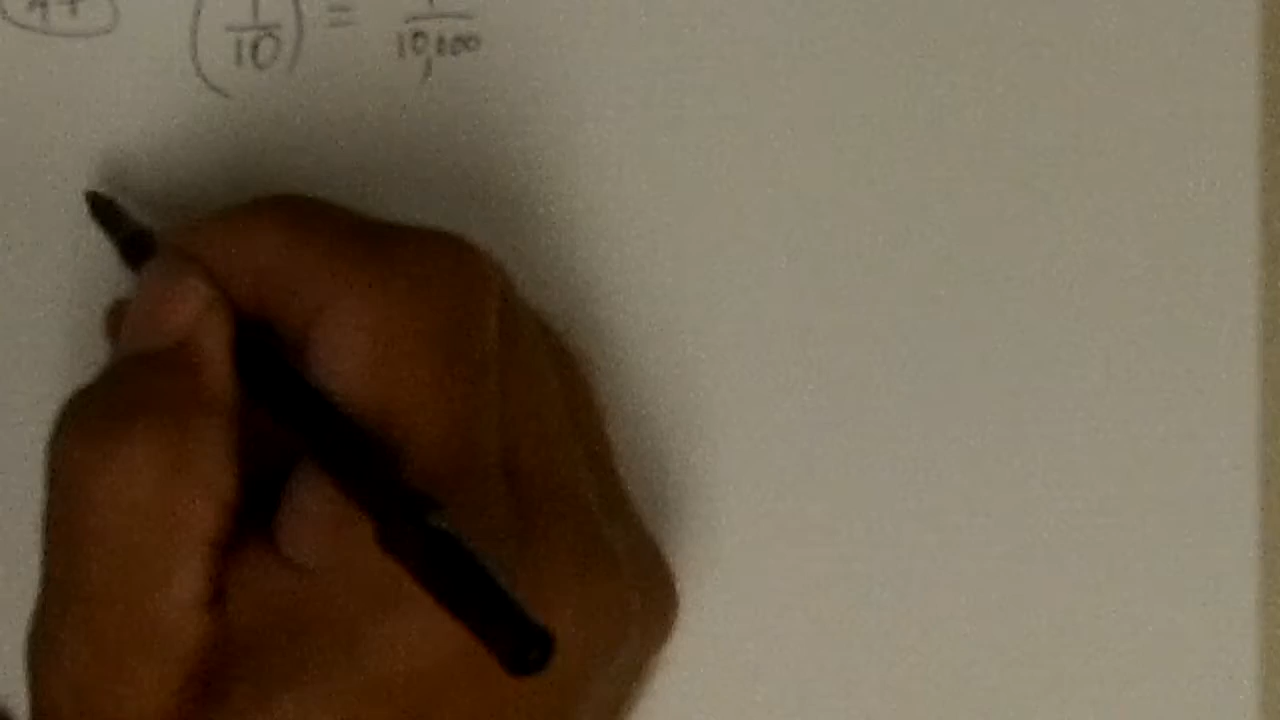 (1/10) = 1/10,000